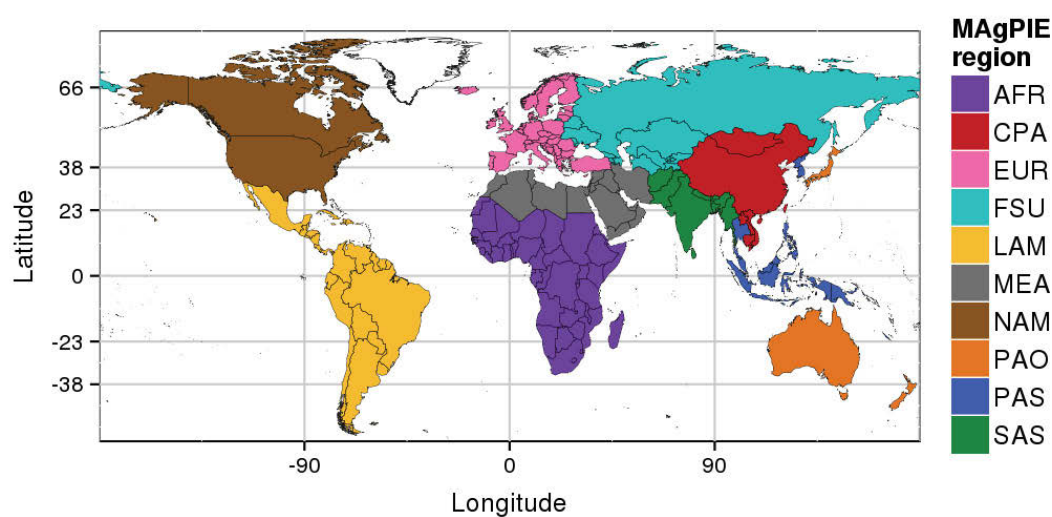 MAgPIE
region
AFR
CPA
EUR
FSU
LAM
MEA
NAM
PAO
PAS
SAS
Latitude
66
38
23
0
-23
-38
-90
0
90
Longitude